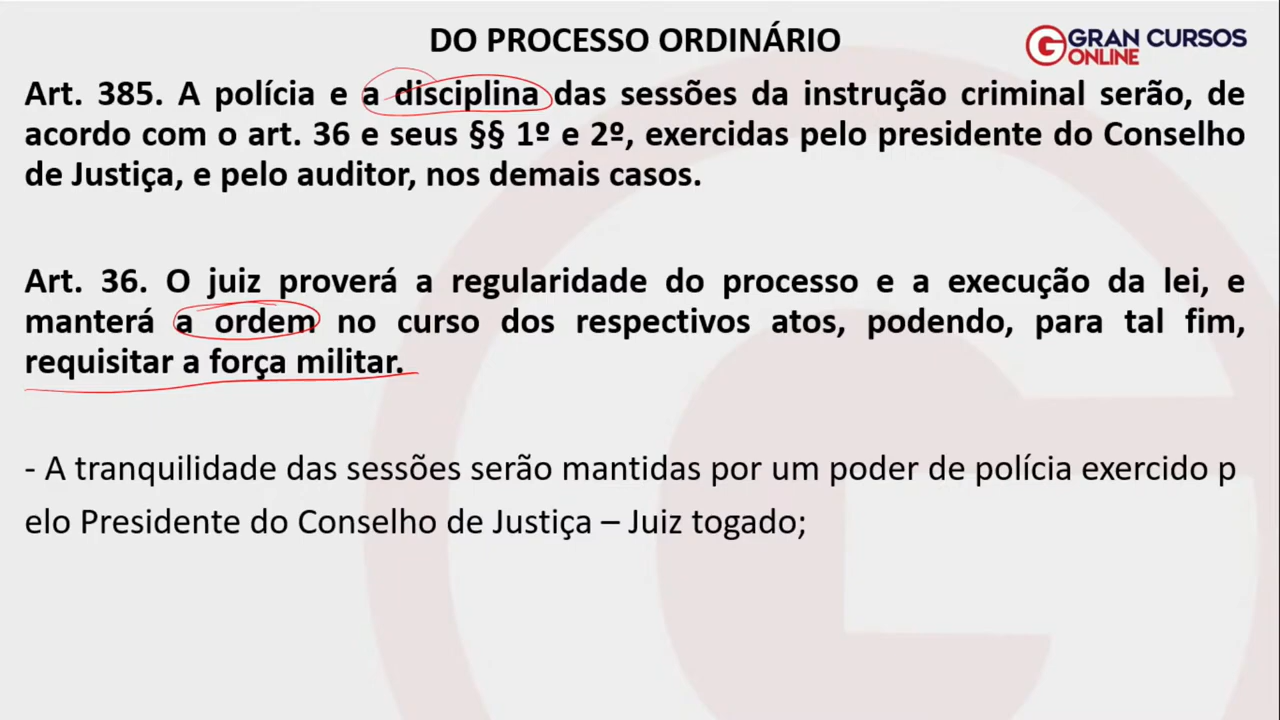 DO PROCESSO ORDINÁRIO
GRAN CURSOS
ONLINE
Art. 385. A polícia e a disciplina das sessões da instrução criminal serão, de
acordo com o art. 36 e seus §§ 1º e 2º, exercidas pelo presidente do Conselho
de Justiça, e pelo auditor, nos demais casos.
Art. 36. O juiz proverá a regularidade do processo e a execução da lei, e
manterá a ordem no curso dos respectivos atos, podendo, para tal fim,
requisitar a força militar.
- A tranquilidade das sessões serão mantidas por um poder de polícia exercido p
elo Presidente do Conselho de Justiça – Juiz togado;